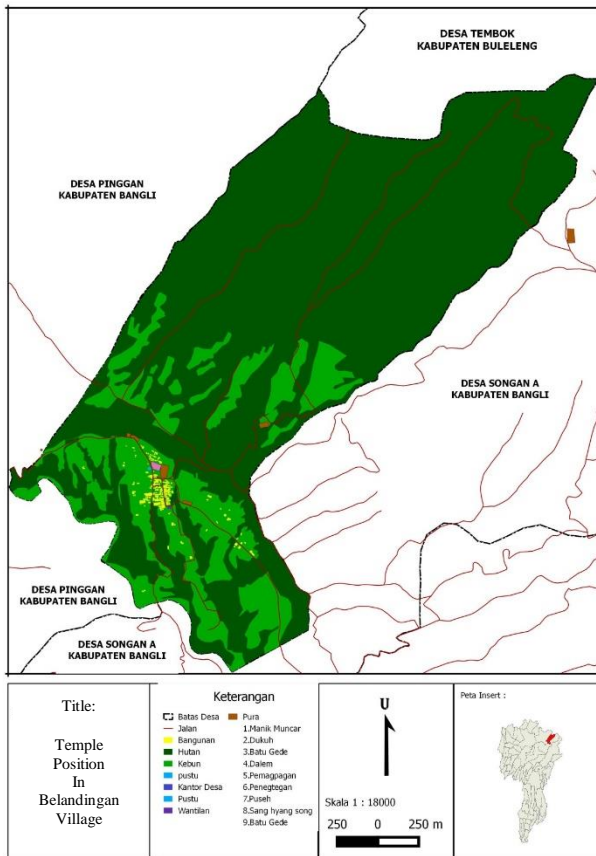 DESA TEMBOK
KABUPATEN BULELENG
DESA PINGGAN
KABUPATEN BANGLI
DESA SONGAN A
KABUPATEN BANGLI
DESA PINGGAN
KABUPATEN BANGLI
DESA SONGAN A
KABUPATEN BANGLI
Title:
Temple
Position
In
Belandingan
Village
Keterangan
Batas Desa
Jalan
Bangunan
Hutan
Kebun
pustu
Kantor Desa
Pustu
Wantilan
Pura
1.Manik Muncar
2.Dukuh
3.Batu Gede
4.Dalem
5.Pemagpagan
6.Penegtegan
7.Puseh
8.Sang hyang song
9.Batu Gede
U
Skala 1 : 18000
250 0 250 m
Peta Insert :